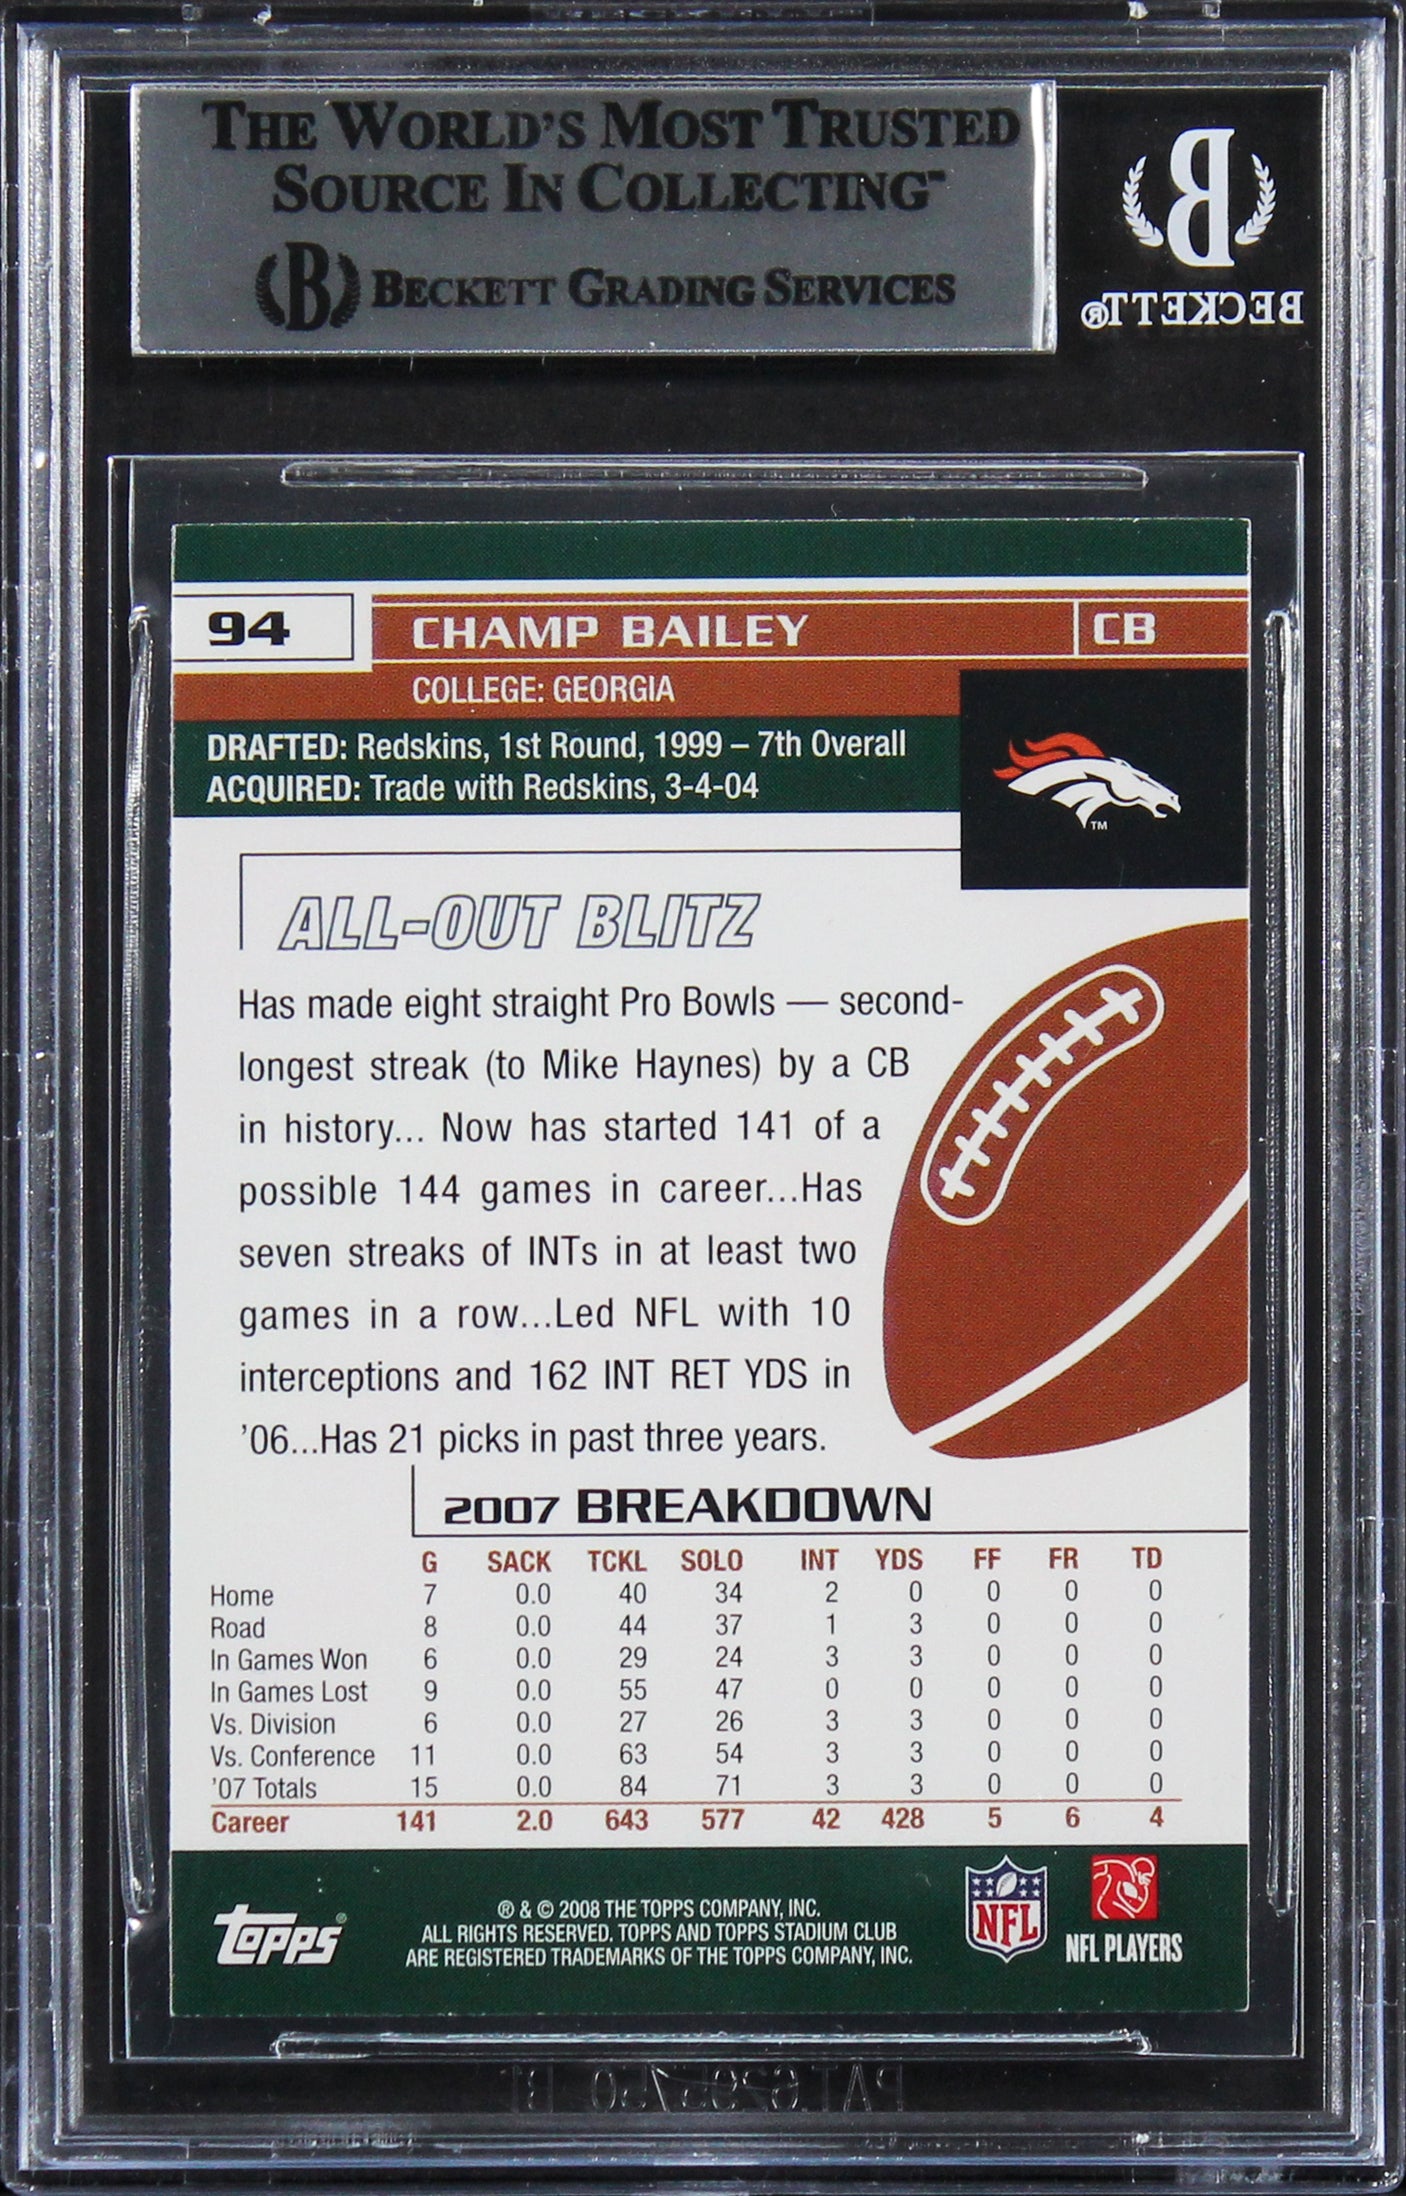 THE WORLD'S MOST TRUSTED
SOURCE IN COLLECTING™
B BECKETT GRADING SERVICES
B
BECKETT®
94 CHAMP BAILEY CB
COLLEGE: GEORGIA
DRAFTED: Redskins, 1st Round, 1999 – 7th Overall
ACQUIRED: Trade with Redskins, 3-4-04
TM
ALL-OUT BLITZ
Has made eight straight Pro Bowls — second-
longest streak (to Mike Haynes) by a CB
in history... Now has started 141 of a
possible 144 games in career...Has
seven streaks of INTs in at least two
games in a row...Led NFL with 10
interceptions and 162 INT RET YDS in
'06...Has 21 picks in past three years.
2007 BREAKDOWN
G SACK TCKL SOLO INT YDS FF FR TD
Home 7 0.0 40 34 2 0 0 0 0
Road 8 0.0 44 37 1 3 0 0 0
In Games Won 6 0.0 29 24 3 3 0 0 0
In Games Lost 9 0.0 55 47 0 0 0 0 0
Vs. Division 6 0.0 27 26 3 3 0 0 0
Vs. Conference 11 0.0 63 54 3 3 0 0 0
'07 Totals 15 0.0 84 71 3 3 0 0 0
Career 141 2.0 643 577 42 428 5 6 4
TOPPS®
® & © 2008 THE TOPPS COMPANY, INC.
ALL RIGHTS RESERVED. TOPPS AND TOPPS STADIUM CLUB
ARE REGISTERED TRADEMARKS OF THE TOPPS COMPANY, INC.
NFL
NFL PLAYERS